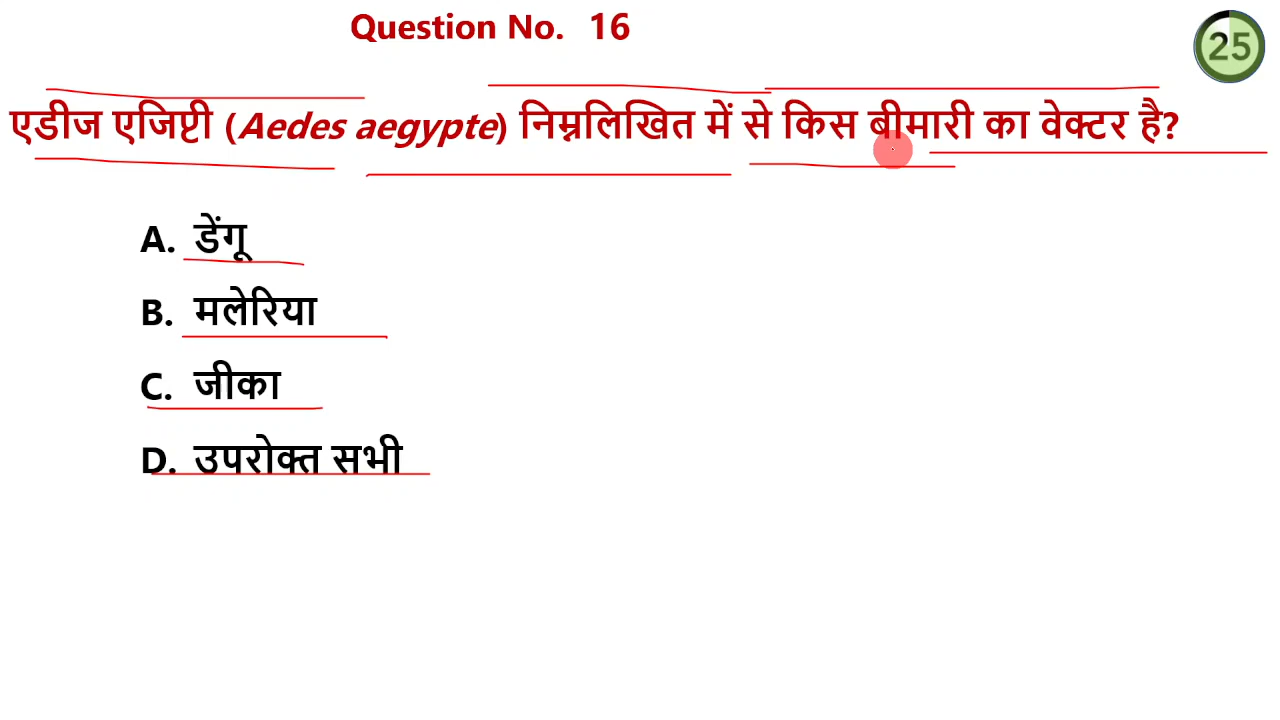 Question No. 16
25
एडीज एजिप्टी (Aedes aegypte) निम्नलिखित में से किस बीमारी का वेक्टर है?
A. डेंगू
B. मलेरिया
C. जीका
D. उपरोक्त सभी